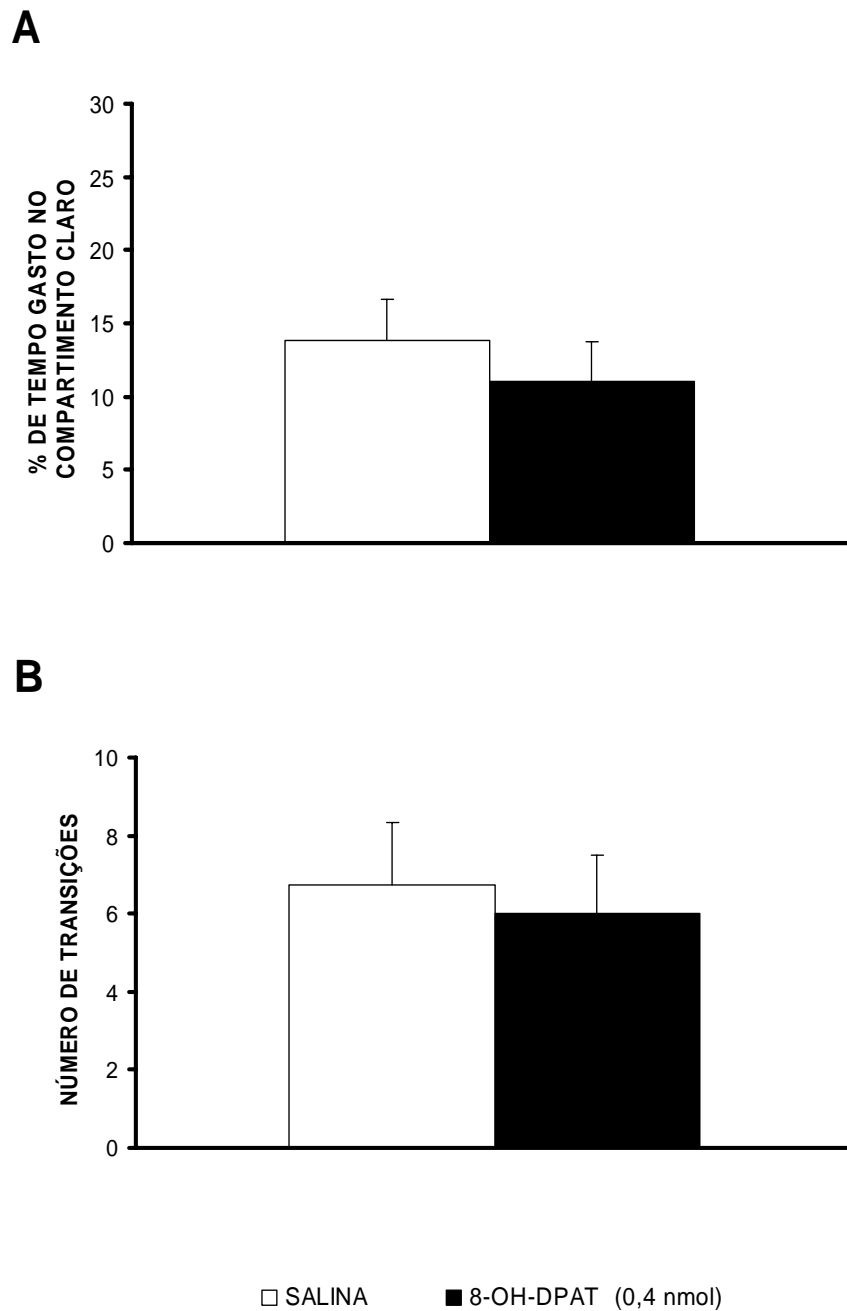 A
30
25
20
15
10
5
0
% DE TEMPO GASTO NO
COMPARTIMENTO CLARO
B
10
8
6
4
2
0
NÚMERO DE TRANSIÇÕES
SALINA
8-OH-DPAT (0,4 nmol)